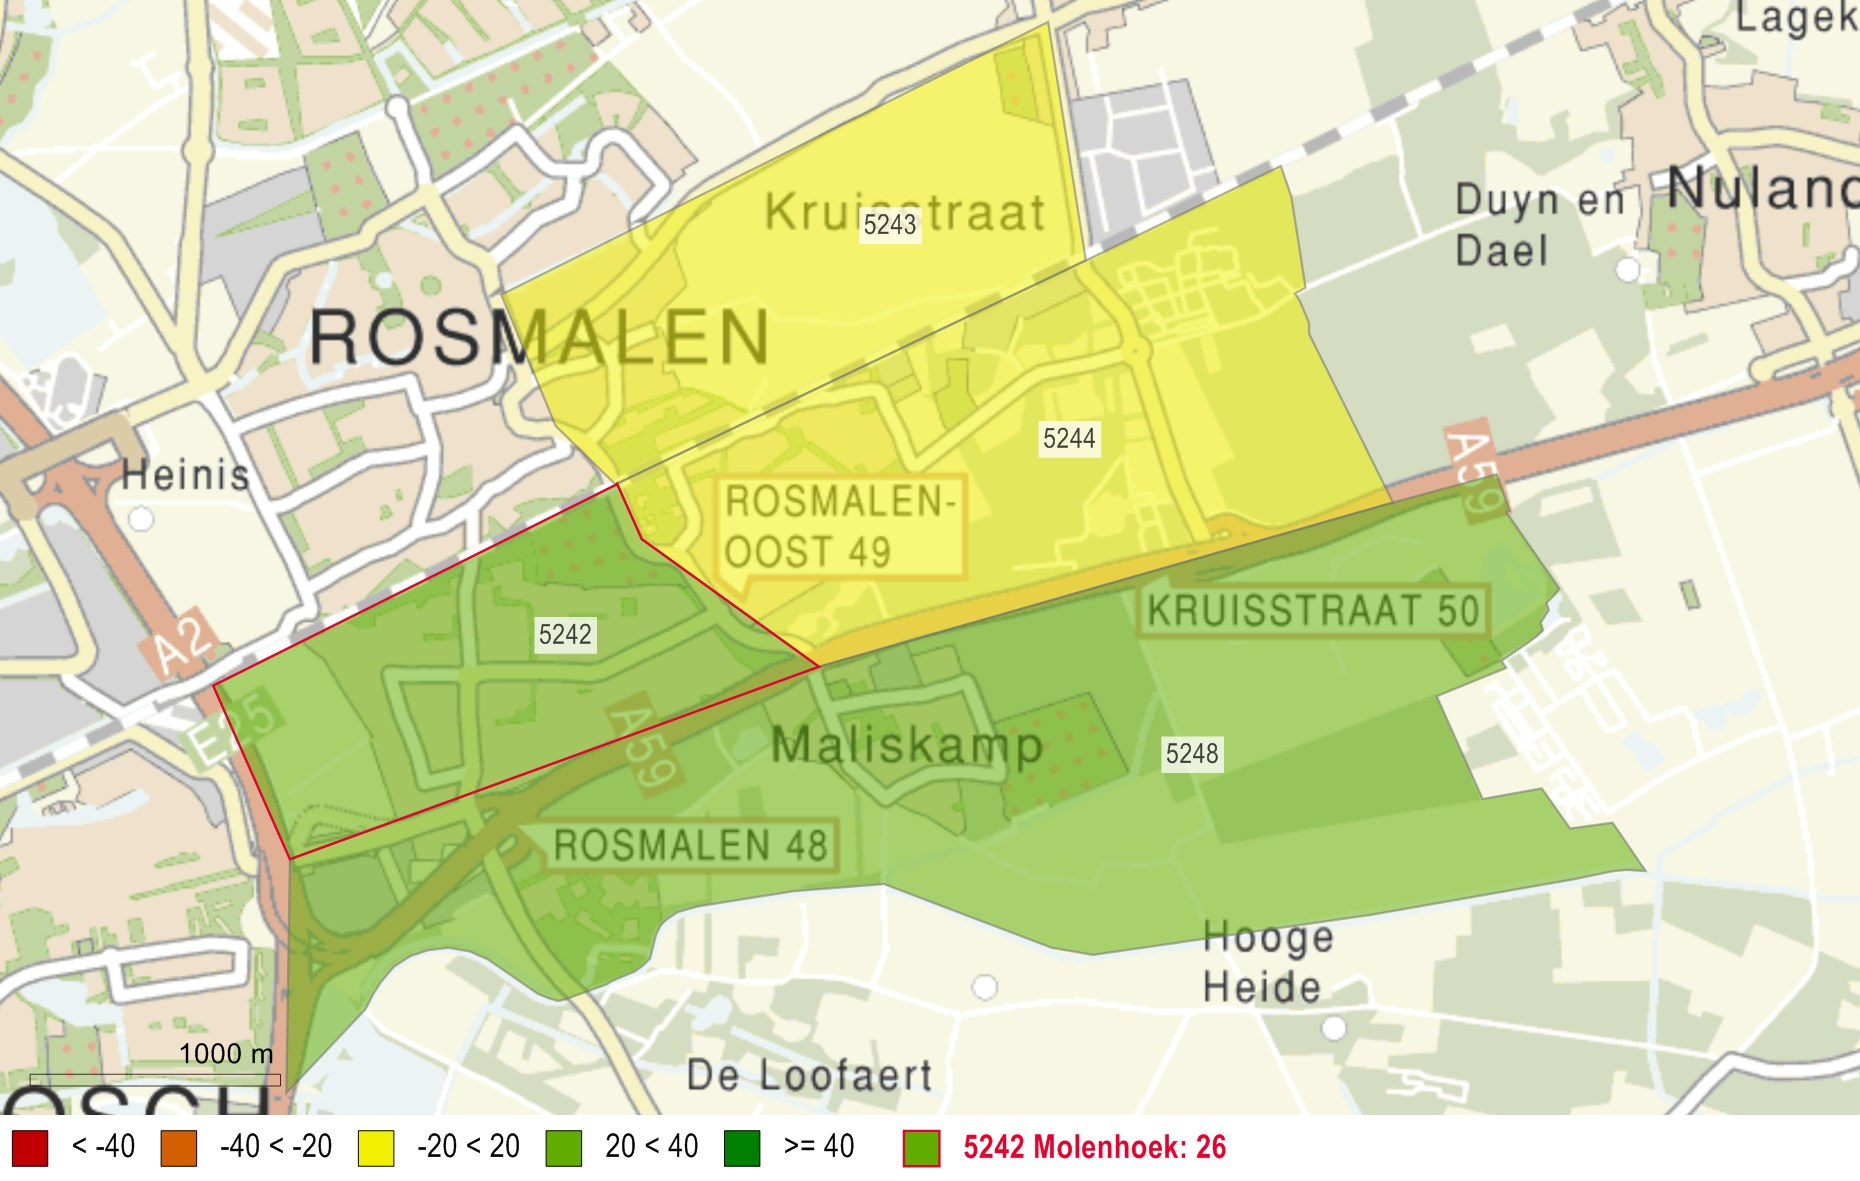 Lagek
Kruisstraat
5243
Duyn en
Dael
Nuland
ROSMALEN
Heinis
5244
A59
ROSMALEN-
OOST 49
KRUISSTRAAT 50
5242
A2
E25
A59
Maliskamp
5248
ROSMALEN 48
Hooge
Heide
De Loofaert
1000 m
OSCH
< -40
-40 < -20
-20 < 20
20 < 40
>= 40
5242 Molenhoek: 26